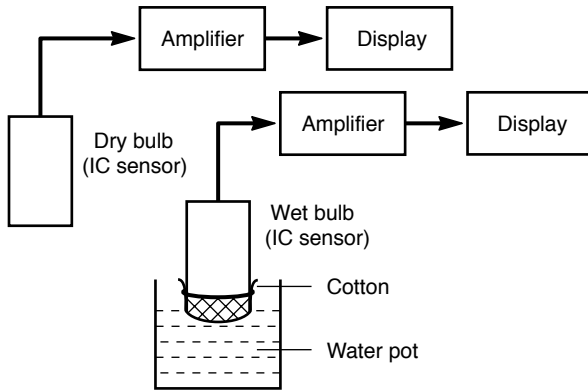 Amplifier
Display
Dry bulb
(IC sensor)
Amplifier
Display
Wet bulb
(IC sensor)
Cotton
Water pot